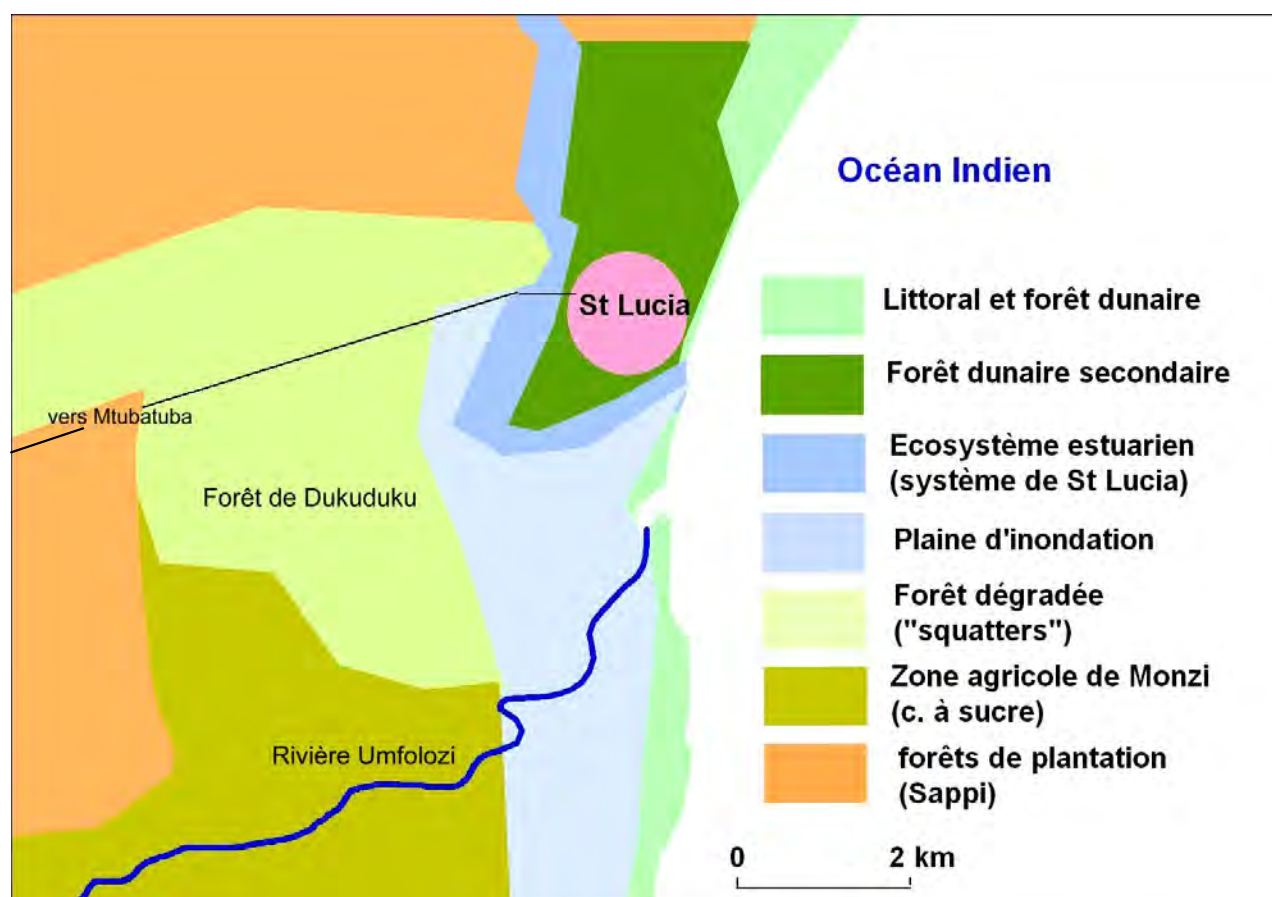 Océan Indien
St Lucia
vers Mtubatuba
Forêt de Dukuduku
Rivière Umfolozi
Littoral et forêt dunaire
Forêt dunaire secondaire
Ecosystème estuarien
(système de St Lucia)
Plaine d'inondation
Forêt dégradée
("squatters")
Zone agricole de Monzi
(c. à sucre)
forêts de plantation
(Sappi)
0 2 km